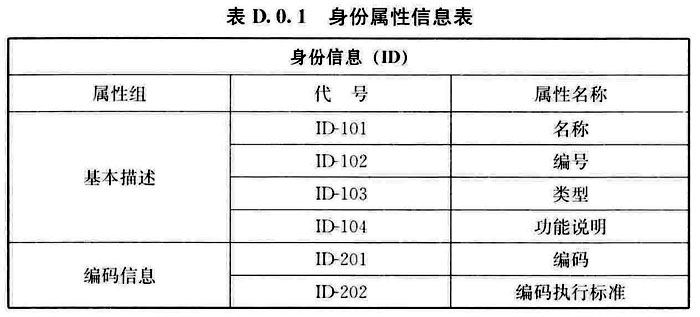 表 D.0.1 身份属性信息表
身份信息 (ID)
属性组 代 号 属性名称
基本描述 ID-101 名称
ID-102 编号
ID-103 类型
ID-104 功能说明
编码信息 ID-201 编码
ID-202 编码执行标准